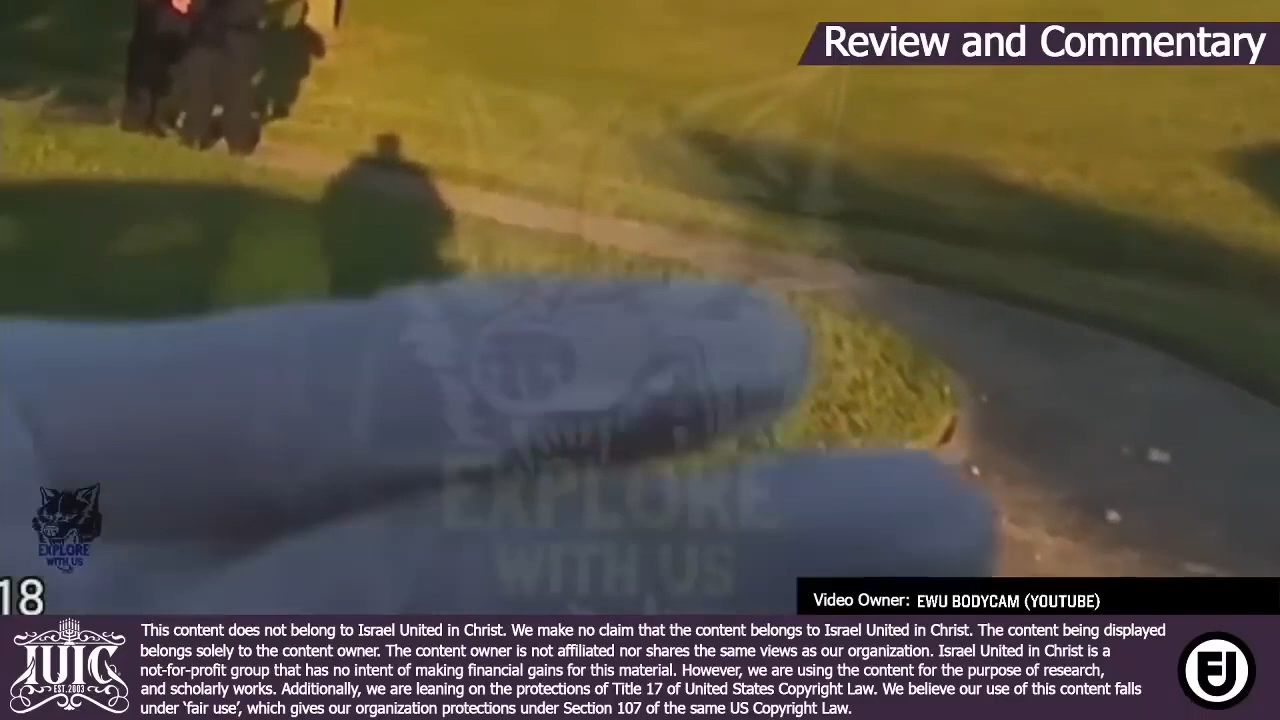 Review and Commentary
EXPLORE
WITH US
EXPLORE
WITH US
18
Video Owner: EWU BODYCAM (YOUTUBE)
IUIC
EST. 2003
This content does not belong to Israel United in Christ. We make no claim that the content belongs to Israel United in Christ. The content being displayed
belongs solely to the content owner. The content owner is not affiliated nor shares the same views as our organization. Israel United in Christ is a
not-for-profit group that has no intent of making financial gains for this material. However, we are using the content for the purpose of research,
and scholarly works. Additionally, we are leaning on the protections of Title 17 of United States Copyright Law. We believe our use of this content falls
under ‘fair use’, which gives our organization protections under Section 107 of the same US Copyright Law.